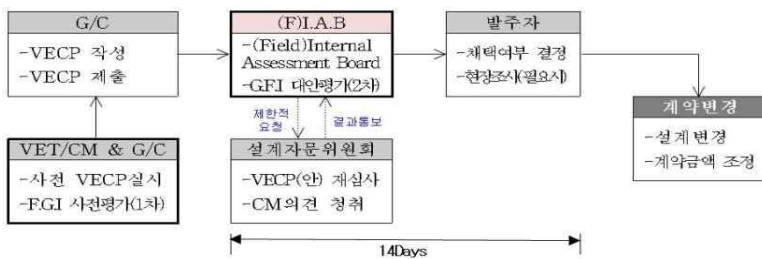 G/C
-VECP 작성
-VECP 제출
(F)I.A.B
-(Field)Internal
Assessment Board
-G.F.I 대안평가(2차)
발주자
-채택여부 결정
-현장조사(필요시)
제한적
요청
결과통보
계약변경
-설계변경
-계약금액 조정
VET/CM & G/C
-사전 VECP실시
-F.G.I 사전평가(1차)
설계자문위원회
-VECP(안) 재심사
-CM의견 청취
14Days